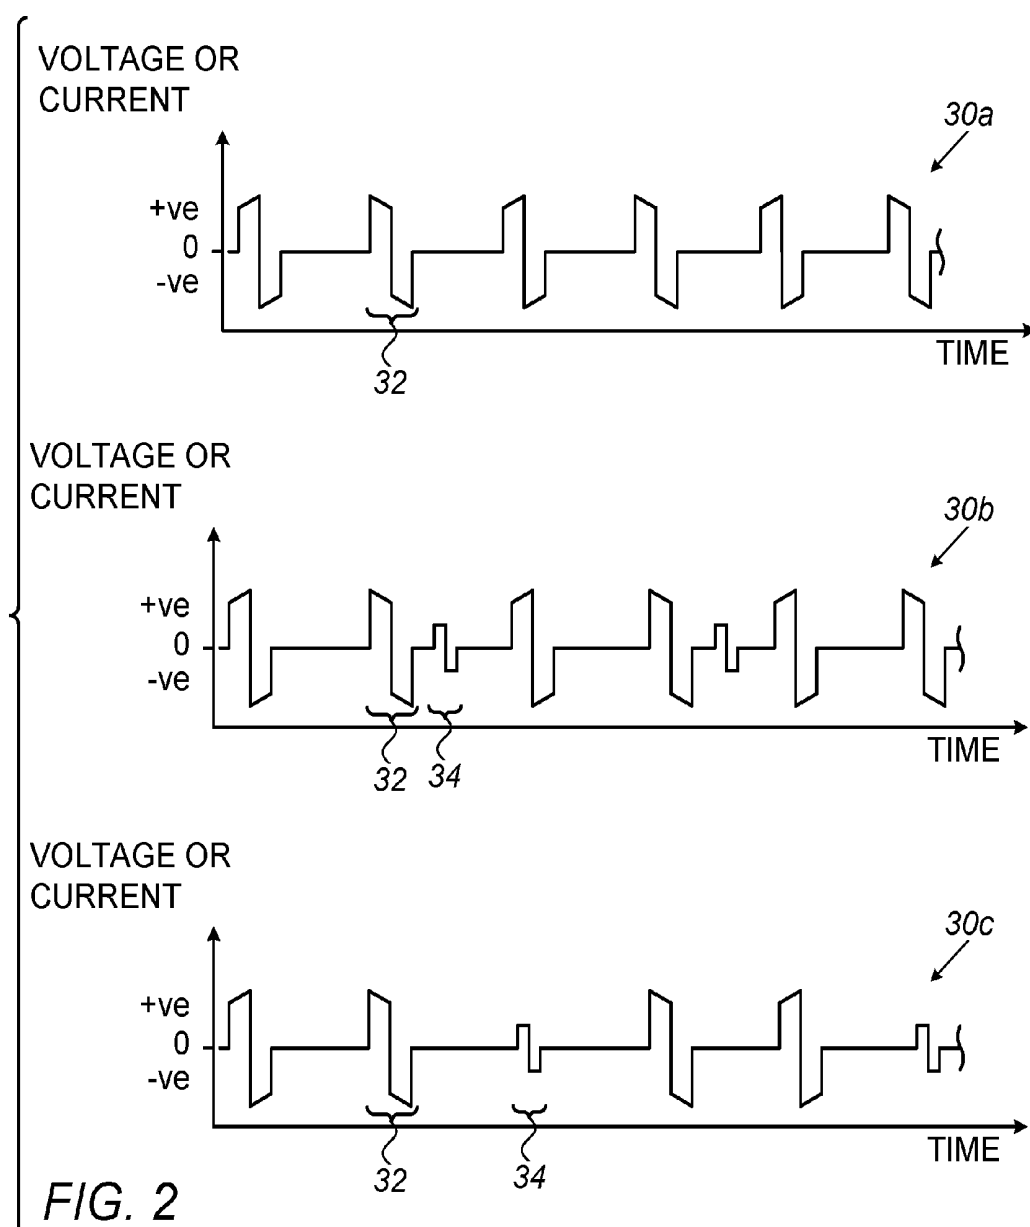 VOLTAGE OR
CURRENT
30a
+ve
0
-ve
TIME
32
VOLTAGE OR
CURRENT
30b
+ve
0
-ve
TIME
32
34
VOLTAGE OR
CURRENT
30c
+ve
0
-ve
TIME
32
34
FIG. 2